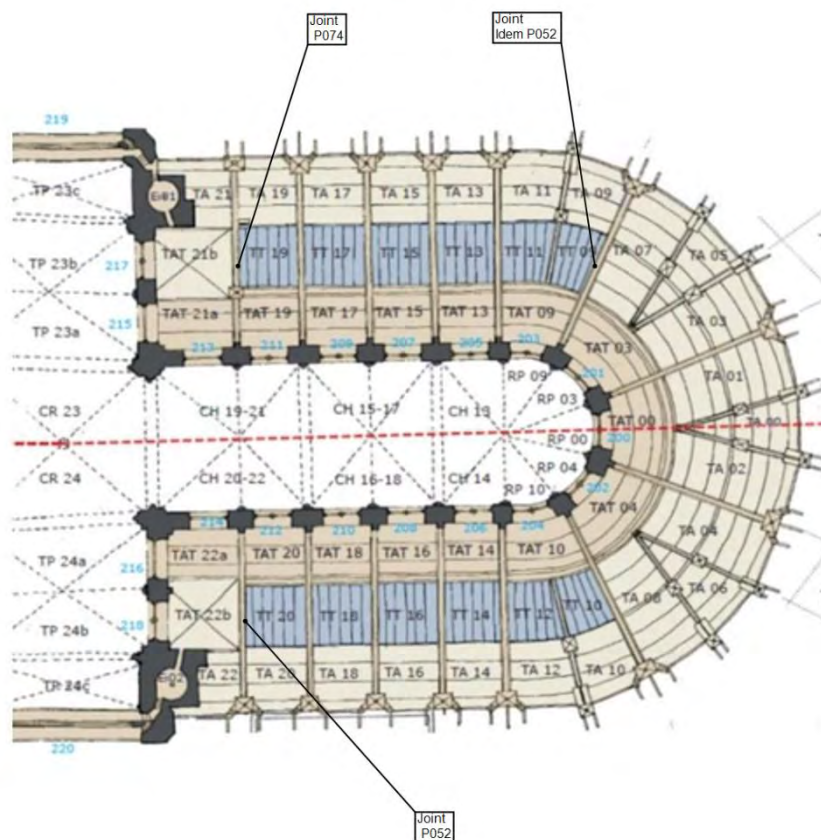 Joint
P074
Joint
Idem P052
219
TP 23c
TA 21 TA 19 TA 17 TA 15 TA 13 TA 11 TA 09
TP 23b
217
TAT 21b TT 19 TT 17 TT 15 TT 13 TT 11
TA 07 TA 05
TA 03
215
TP 23a
TAT 21a TAT 19 TAT 17 TAT 15 TAT 13 TAT 09
TAT 03
213 211 209 207 205 203
201
TA 01
RP 09
RP 03
CR 23
CH 19-21 CH 15-17 CH 13
TAT 00
TA 00
RP 00
200
CR 24
CH 20-22 CH 16-18 CH 14
RP 04
RP 10
202
TA 02
214 212 210 208 206 204
TAT 04
TA 04
TP 24a
216
TAT 22a TAT 20 TAT 18 TAT 16 TAT 14 TAT 10
TA 06
TA 08
TP 24b
218
TAT 22b TT 20 TT 18 TT 16 TT 14 TT 12 TT 10
TP 24c
TA 22 TA 20 TA 18 TA 16 TA 14 TA 12 TA 10
220
Joint
P052